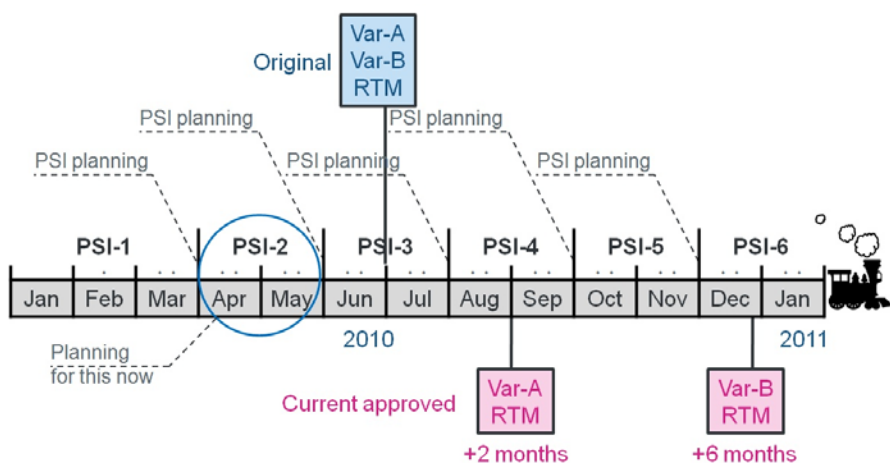 Original
Var-A
Var-B
RTM
PSI planning
PSI planning
PSI planning
PSI planning
PSI planning
PSI-1
PSI-2
PSI-3
PSI-4
PSI-5
PSI-6
Jan Feb Mar Apr May Jun Jul Aug Sep Oct Nov Dec Jan
2010
2011
Planning
for this now
Current approved
Var-A
RTM
+2 months
Var-B
RTM
+6 months